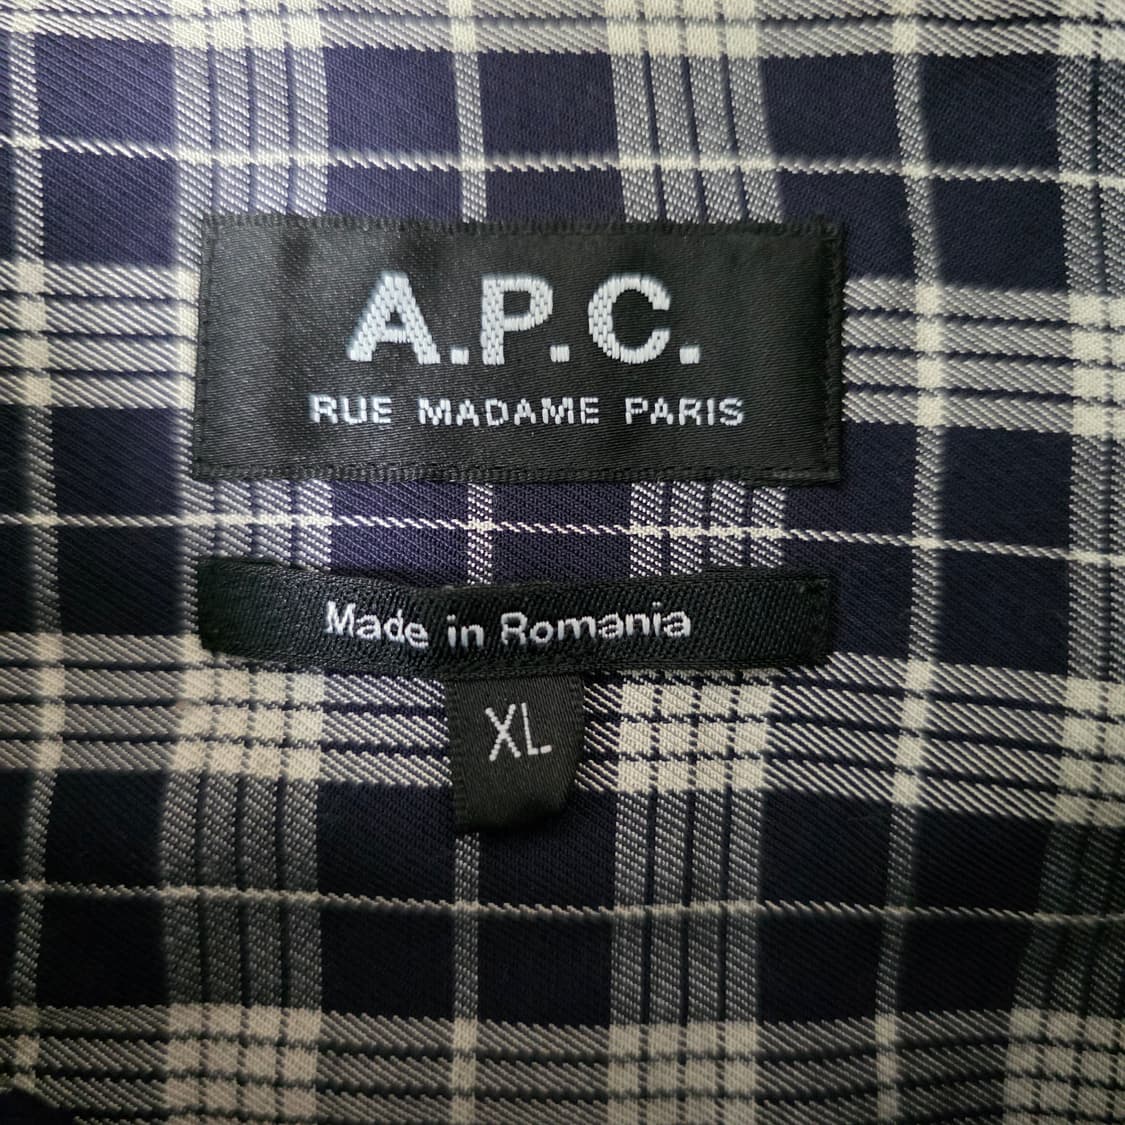 A.P.C.
RUE MADAME PARIS
Made in Romania
XL